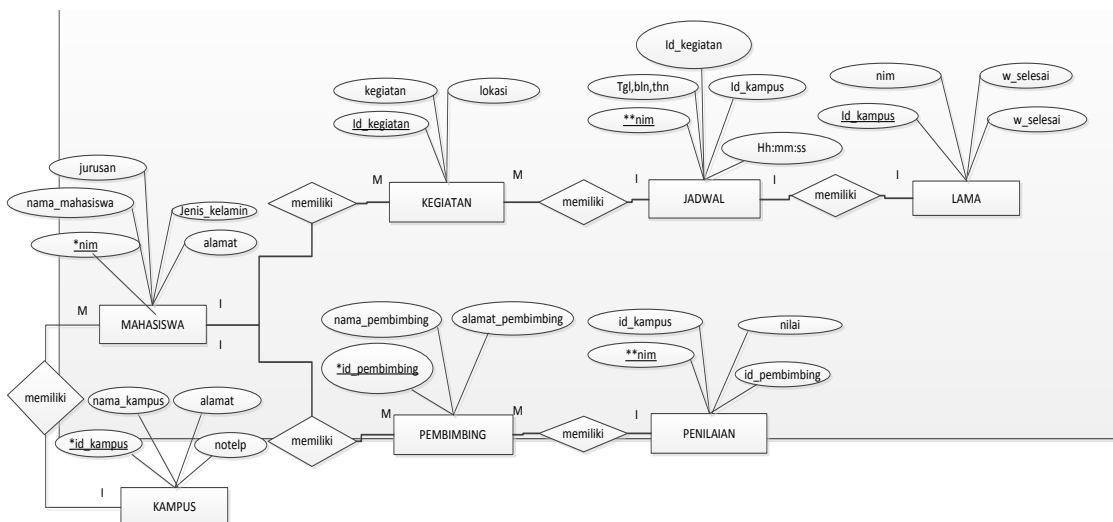 Id_kegiatan
kegiatan
lokasi
Tgl,bln,thn
Id_kampus
nim
w_selesai
Id_kegiatan
**nim
Id_kampus
w_selesai
jurusan
Hh:mm:ss
nama_mahasiswa
Jenis_kelamin
M
M
I
I
I
*nim
alamat
memiliki
KEGIATAN
memiliki
JADWAL
memiliki
LAMA
M
I
MAHASISWA
I
nama_pembimbing
alamat_pembimbing
id_kampus
nilai
*id_pembimbing
**nim
id_pembimbing
memiliki
nama_kampus
alamat
M
M
I
*id_kampus
notelp
memiliki
PEMBIMBING
memiliki
PENILAIAN
I
KAMPUS